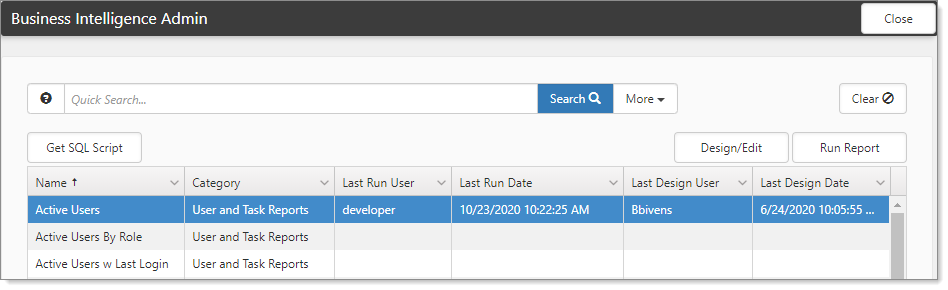 Business Intelligence Admin Close
Quick Search... Search More Clear
Get SQL Script Design/Edit Run Report
Name ↑ Category Last Run User Last Run Date Last Design User Last Design Date
Active Users User and Task Reports developer 10/23/2020 10:22:25 AM Bbivens 6/24/2020 10:05:55 ...
Active Users By Role User and Task Reports
Active Users w Last Login User and Task Reports